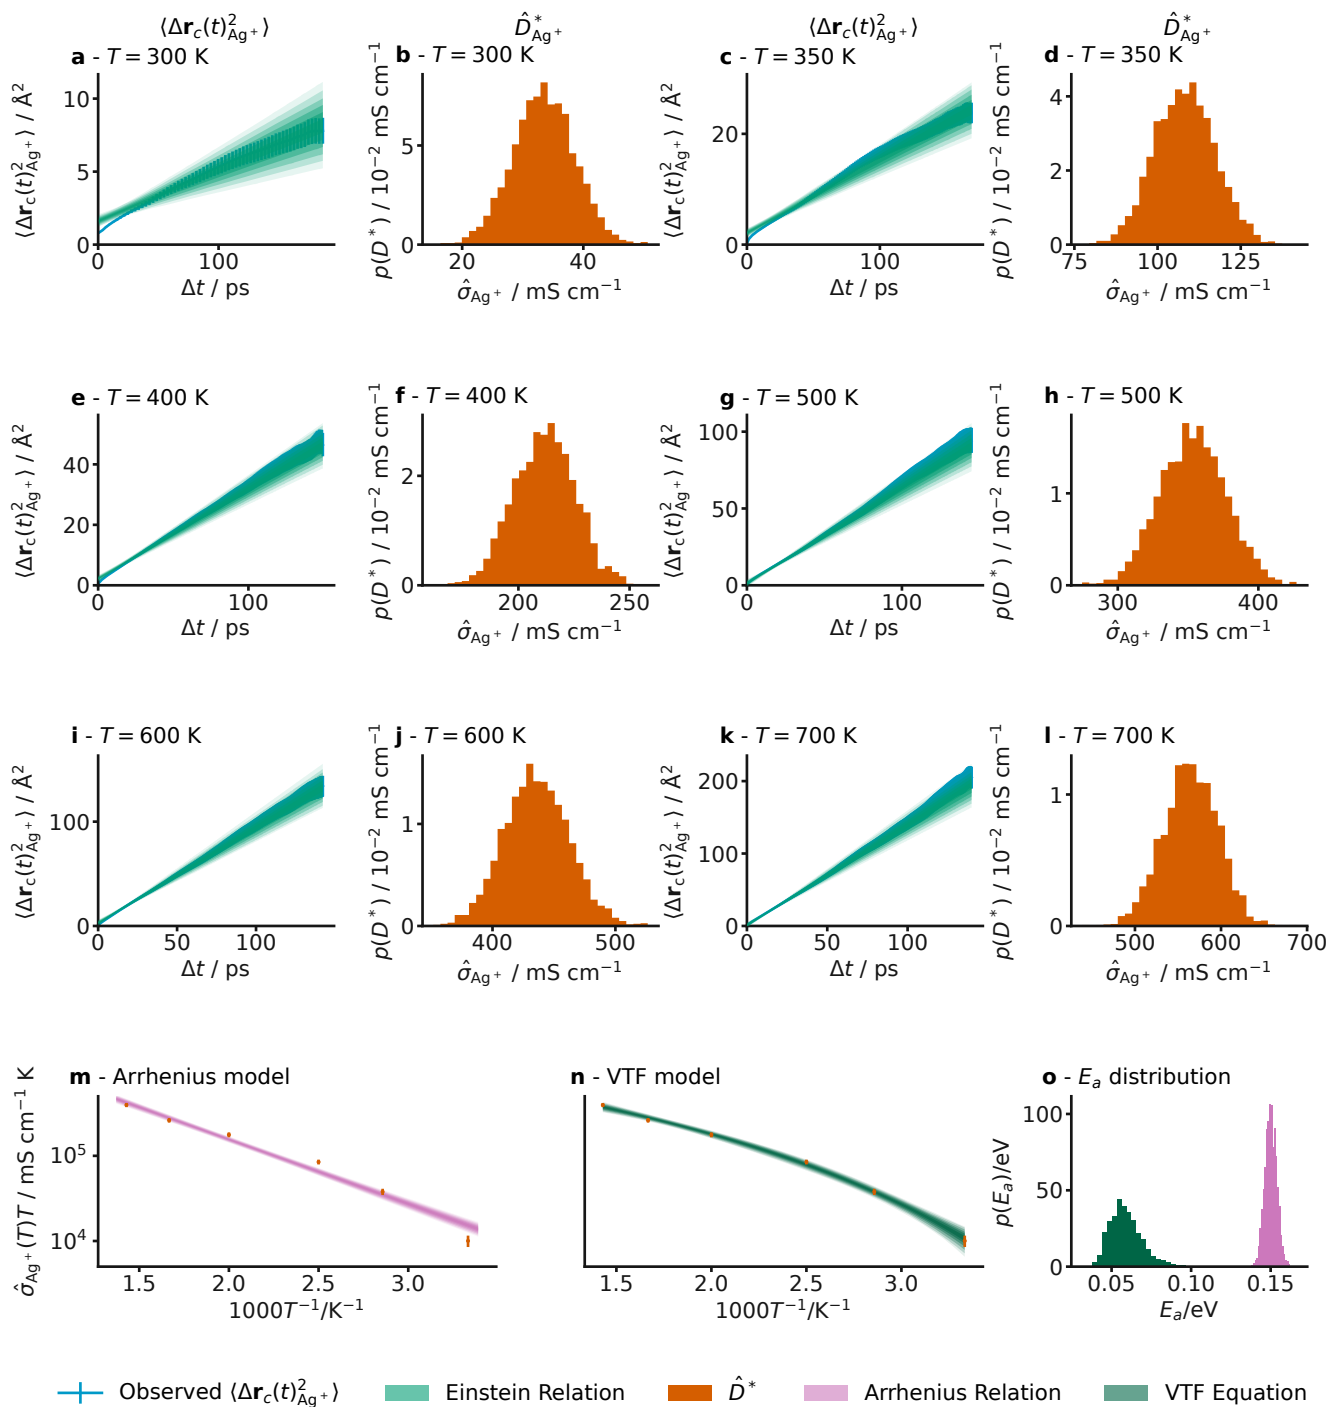 ⟨Δr_c(t)²_Ag⁺⟩ D̂*_Ag⁺ ⟨Δr_c(t)²_Ag⁺⟩ D̂*_Ag⁺
a - T = 300 K b - T = 300 K c - T = 350 K d - T = 350 K
⟨Δr_c(t)²_Ag⁺⟩ / Å²
10
5
0
0 100
Δt / ps
p(D*) / 10⁻² mS cm⁻¹
5
0
20 40
σ̂_Ag⁺ / mS cm⁻¹
⟨Δr_c(t)²_Ag⁺⟩ / Å²
20
0
0 100
Δt / ps
p(D*) / 10⁻² mS cm⁻¹
4
2
0
75 100 125
σ̂_Ag⁺ / mS cm⁻¹
e - T = 400 K f - T = 400 K g - T = 500 K h - T = 500 K
⟨Δr_c(t)²_Ag⁺⟩ / Å²
40
20
0
0 100
Δt / ps
p(D*) / 10⁻² mS cm⁻¹
2
0
200 250
σ̂_Ag⁺ / mS cm⁻¹
⟨Δr_c(t)²_Ag⁺⟩ / Å²
100
50
0
0 100
Δt / ps
p(D*) / 10⁻² mS cm⁻¹
1
0
300 400
σ̂_Ag⁺ / mS cm⁻¹
i - T = 600 K j - T = 600 K k - T = 700 K l - T = 700 K
⟨Δr_c(t)²_Ag⁺⟩ / Å²
100
0
0 50 100
Δt / ps
p(D*) / 10⁻² mS cm⁻¹
1
0
400 500
σ̂_Ag⁺ / mS cm⁻¹
⟨Δr_c(t)²_Ag⁺⟩ / Å²
200
100
0
0 50 100
Δt / ps
p(D*) / 10⁻² mS cm⁻¹
1
0
500 600 700
σ̂_Ag⁺ / mS cm⁻¹
m - Arrhenius model n - VTF model o - E_a distribution
σ̂_Ag⁺(T)T / mS cm⁻¹ K
10⁵
10⁴
1.5 2.0 2.5 3.0
1000T⁻¹/K⁻¹
1.5 2.0 2.5 3.0
1000T⁻¹/K⁻¹
p(E_a)/eV
100
50
0
0.05 0.10 0.15
E_a/eV
Observed ⟨Δr_c(t)²_Ag⁺⟩ Einstein Relation D̂* Arrhenius Relation VTF Equation